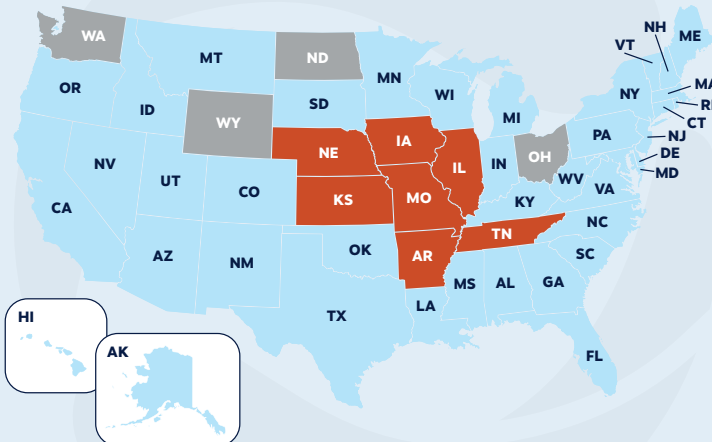 WA
MT
ND
MN
VT
NH
ME
OR
ID
WY
SD
WI
MI
NY
MA
RI
CT
NV
UT
CO
NE
IA
IL
IN
OH
PA
NJ
DE
MD
CA
KS
MO
KY
WV
VA
AZ
NM
OK
AR
TN
NC
SC
TX
LA
MS
AL
GA
FL
HI
AK